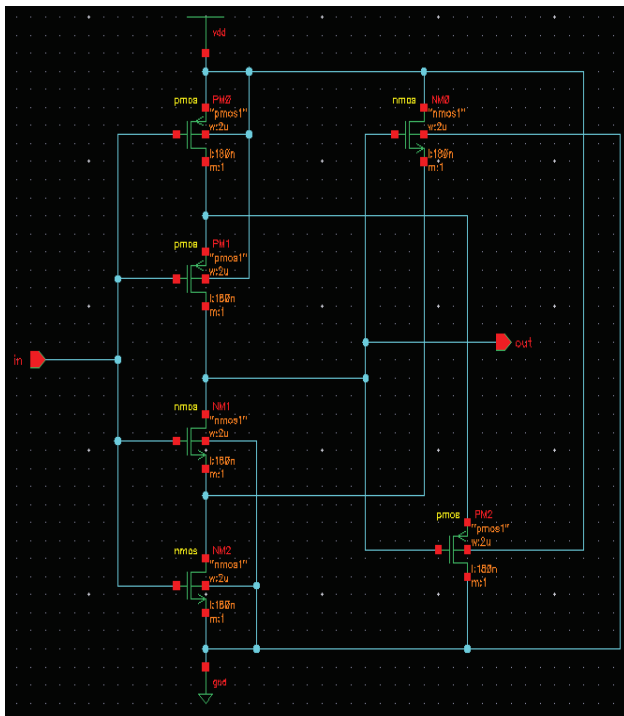 vdd
pmos PM0
"pmos1"
w:2u
l:180n
m:1
nmos NM0
"nmos1"
w:2u
l:180n
m:1
pmos PM1
"pmos1"
w:2u
l:180n
m:1
in
out
nmos NM1
"nmos1"
w:2u
l:180n
m:1
pmos PM2
"pmos1"
w:2u
l:180n
m:1
nmos NM2
"nmos1"
w:2u
l:180n
m:1
gnd